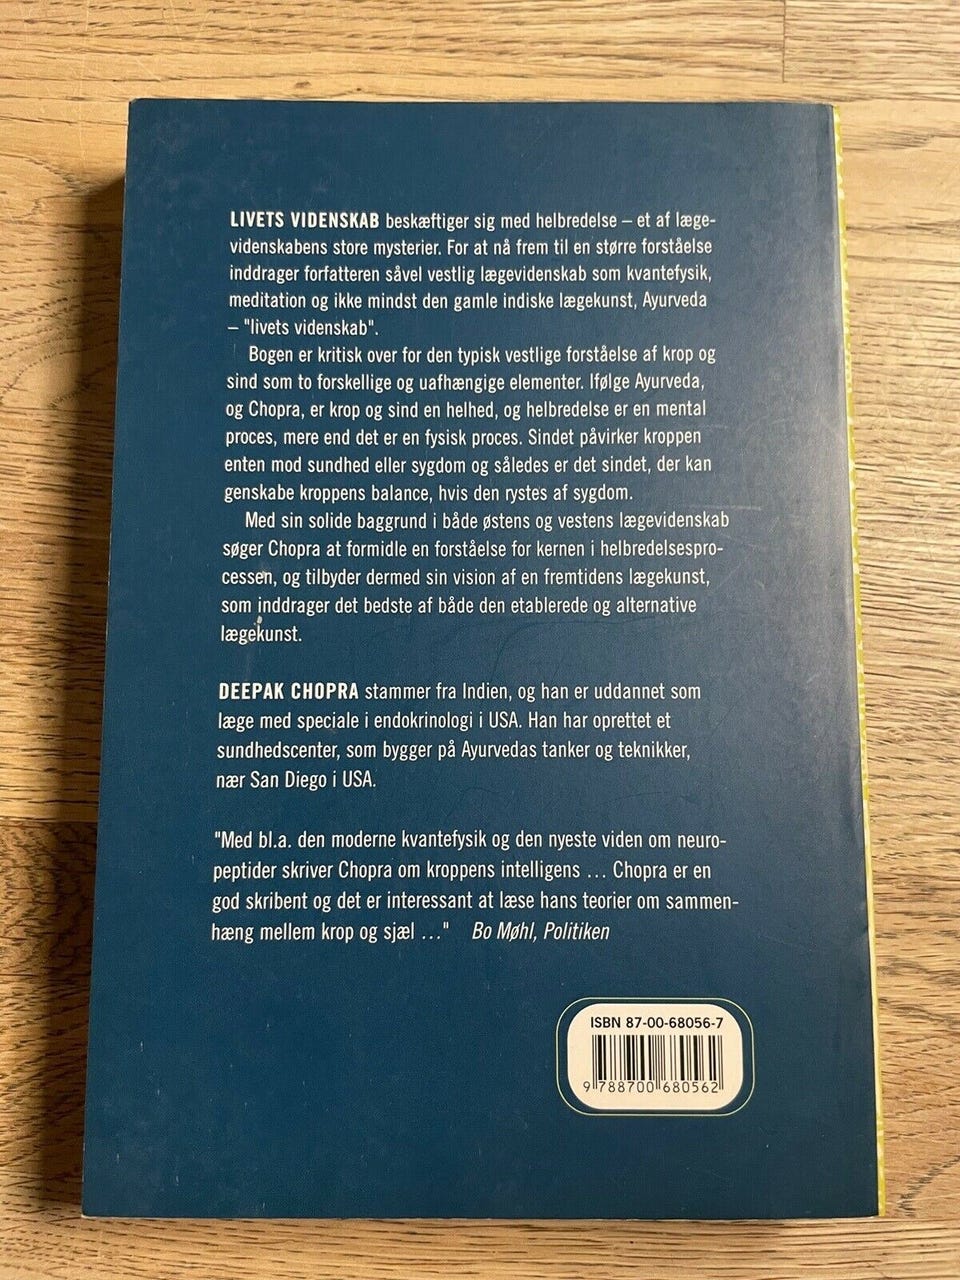 LIVETS VIDENSKAB beskæftiger sig med helbredelse – et af læge-
videnskabens store mysterier. For at nå frem til en større forståelse
inddrager forfatteren såvel vestlig lægevidenskab som kvantefysik,
meditation og ikke mindst den gamle indiske lægekunst, Ayurveda
– "livets videnskab".
Bogen er kritisk over for den typisk vestlige forståelse af krop og
sind som to forskellige og uafhængige elementer. Ifølge Ayurveda,
og Chopra, er krop og sind en helhed, og helbredelse er en mental
proces, mere end det er en fysisk proces. Sindet påvirker kroppen
enten mod sundhed eller sygdom og således er det sindet, der kan
genskabe kroppens balance, hvis den rystes af sygdom.
Med sin solide baggrund i både østens og vestens lægevidenskab
søger Chopra at formidle en forståelse for kernen i helbredelsespro-
cessen, og tilbyder dermed sin vision af en fremtidens lægekunst,
som inddrager det bedste af både den etablerede og alternative
lægekunst.
DEEPAK CHOPRA stammer fra Indien, og han er uddannet som
læge med speciale i endokrinologi i USA. Han har oprettet et
sundhedscenter, som bygger på Ayurvedas tanker og teknikker,
nær San Diego i USA.
"Med bl.a. den moderne kvantefysik og den nyeste viden om neuro-
peptider skriver Chopra om kroppens intelligens ... Chopra er en
god skribent og det er interessant at læse hans teorier om sammen-
hæng mellem krop og sjæl ..." Bo Møhl, Politiken
ISBN 87-00-68056-7
9 788700 680562